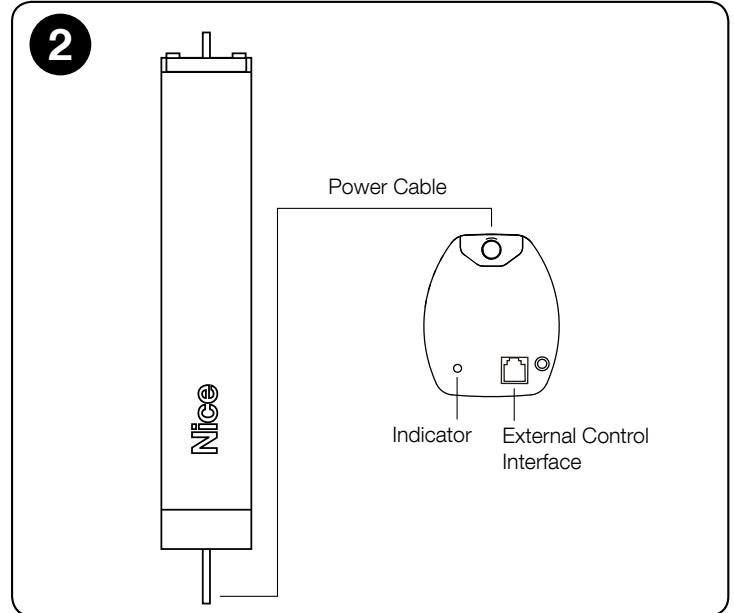 2
Power Cable
Nice
Indicator
External Control
Interface